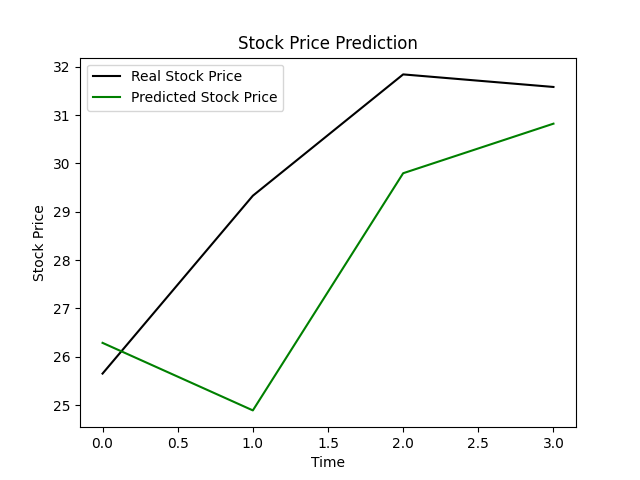 Stock Price Prediction
Real Stock Price
Predicted Stock Price
Stock Price
32
31
30
29
28
27
26
25
0.0 0.5 1.0 1.5 2.0 2.5 3.0
Time